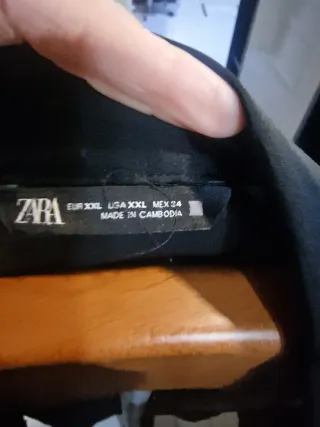 ZARA
EUR XXL USA XXL MEX 34
MADE IN CAMBODIA